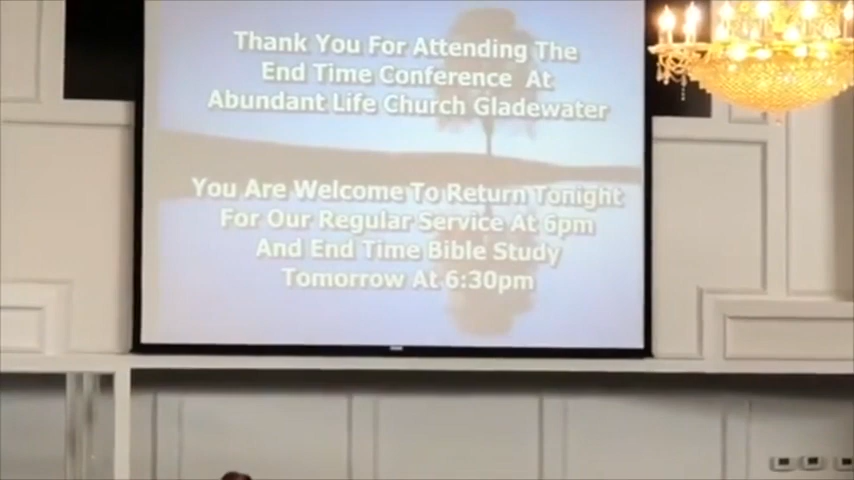 Thank You For Attending The
End Time Conference At
Abundant Life Church Gladewater
You Are Welcome To Return Tonight
For Our Regular Service At 6pm
And End Time Bible Study
Tomorrow At 6:30pm